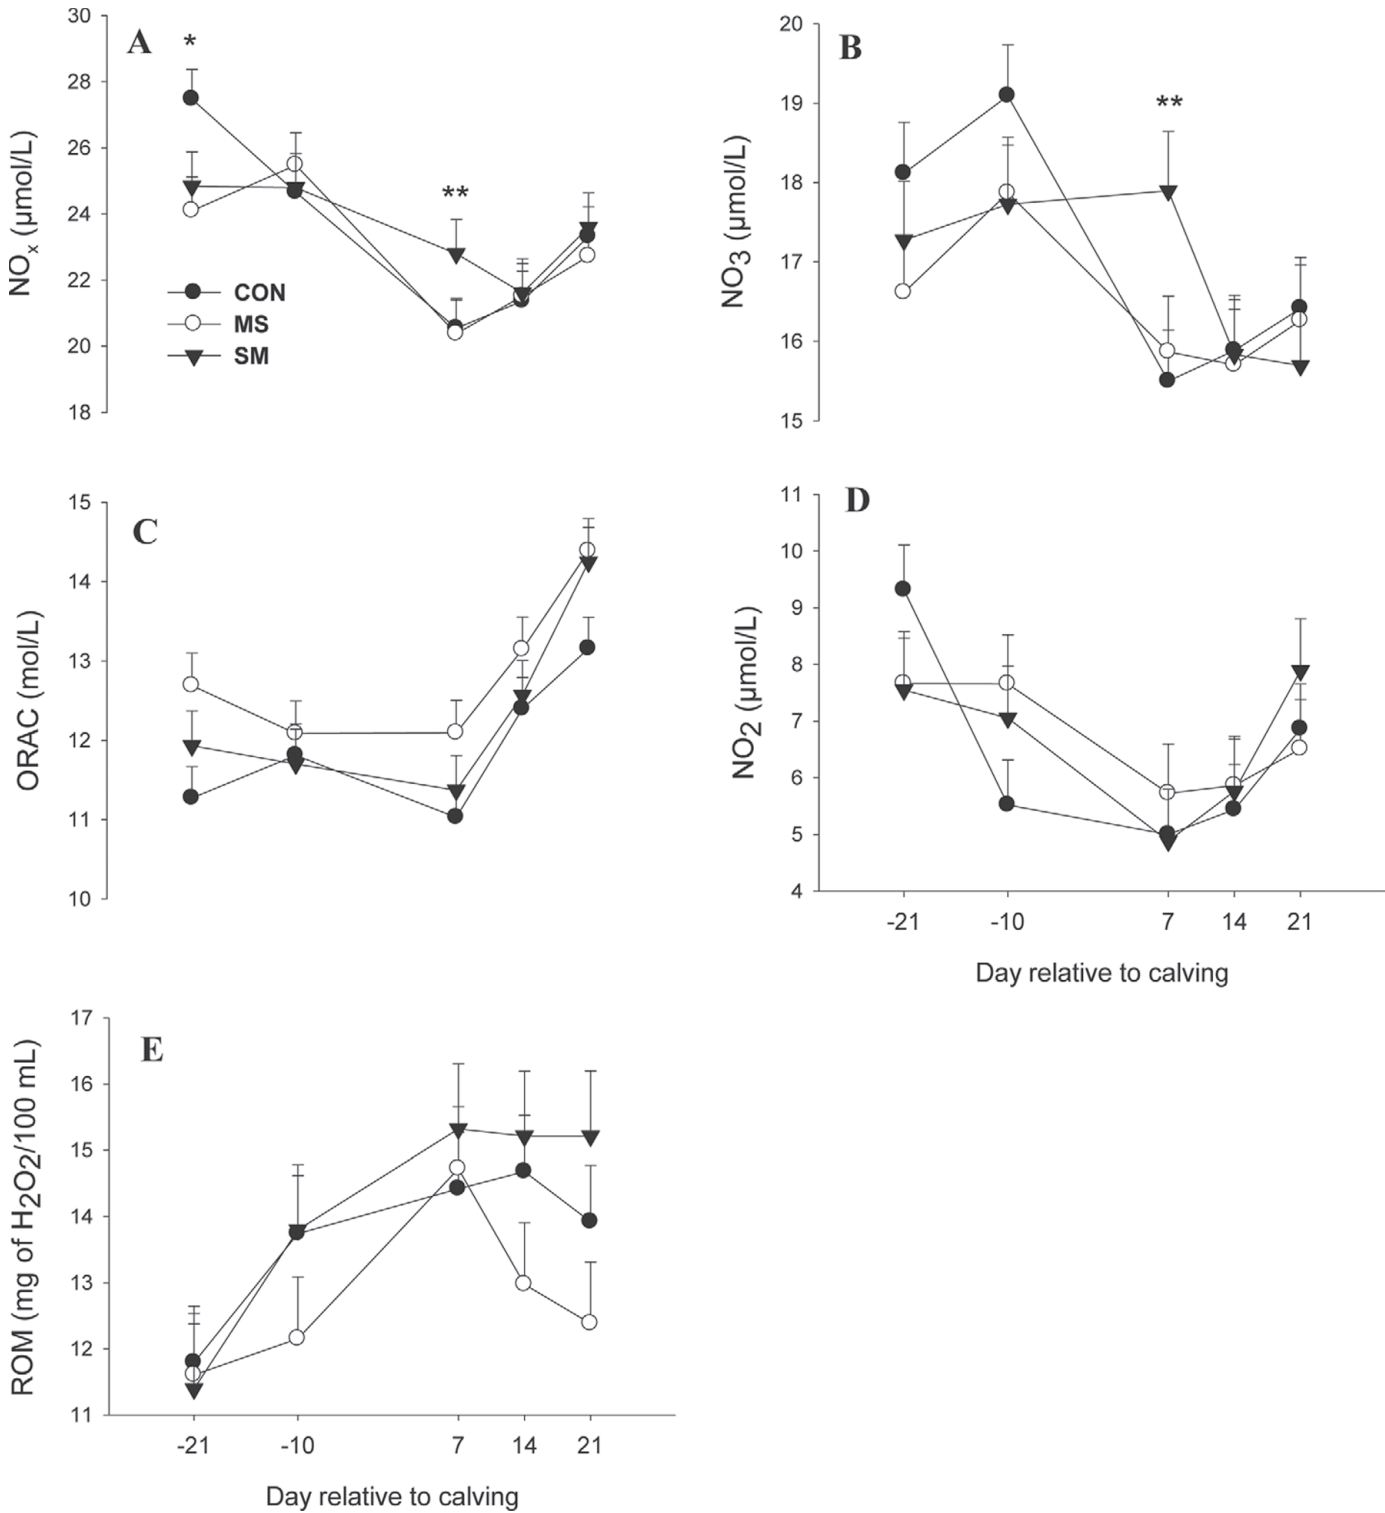 A
*
**
30
28
26
24
22
20
18
NOx (µmol/L)
CON
MS
SM
B
**
20
19
18
17
16
15
NO3 (µmol/L)
C
15
14
13
12
11
10
ORAC (mol/L)
D
11
10
9
8
7
6
5
4
NO2 (µmol/L)
-21 -10 7 14 21
Day relative to calving
E
17
16
15
14
13
12
11
ROM (mg of H2O2/100 mL)
-21 -10 7 14 21
Day relative to calving